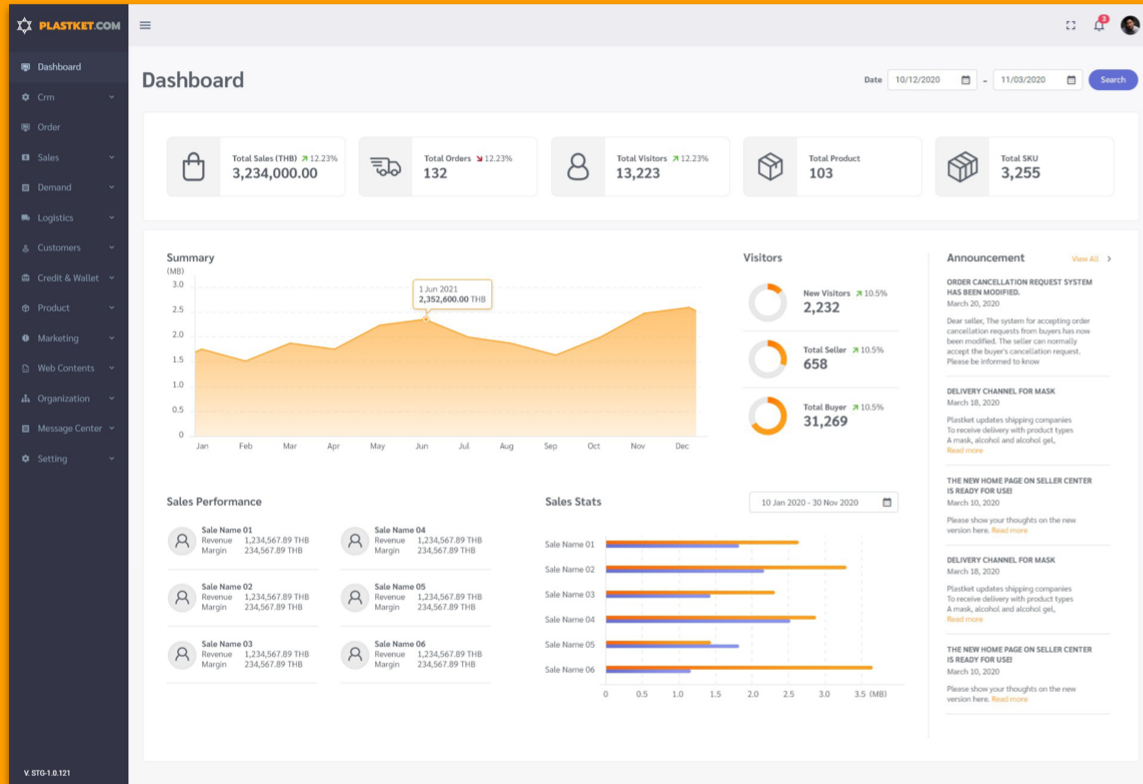 PLASTKET.COM
3
Dashboard
Crm
Order
Sales
Demand
Logistics
Customers
Credit & Wallet
Product
Marketing
Web Contents
Organization
Message Center
Setting
V. STG-1.0.121
Dashboard
Date 10/12/2020 - 11/03/2020 Search
Total Sales (THB) 12.23%
3,234,000.00
Total Orders 12.23%
132
Total Visitors 12.23%
13,223
Total Product
103
Total SKU
3,255
Summary
(MB)
3.0
2.5
2.0
1.5
1.0
0.5
0
1 Jun 2021
2,352,600.00 THB
Jan Feb Mar Apr May Jun Jul Aug Sep Oct Nov Dec
Visitors
New Visitors 10.5%
2,232
Total Seller 10.5%
658
Total Buyer 10.5%
31,269
Sales Performance
Sale Name 01
Revenue 1,234,567.89 THB
Margin 234,567.89 THB
Sale Name 04
Revenue 1,234,567.89 THB
Margin 234,567.89 THB
Sale Name 02
Revenue 1,234,567.89 THB
Margin 234,567.89 THB
Sale Name 05
Revenue 1,234,567.89 THB
Margin 234,567.89 THB
Sale Name 03
Revenue 1,234,567.89 THB
Margin 234,567.89 THB
Sale Name 06
Revenue 1,234,567.89 THB
Margin 234,567.89 THB
Sales Stats
10 Jan 2020 - 30 Nov 2020
Sale Name 01
Sale Name 02
Sale Name 03
Sale Name 04
Sale Name 05
Sale Name 06
0 0.5 1.0 1.5 2.0 2.5 3.0 3.5 (MB)
Announcement View All
ORDER CANCELLATION REQUEST SYSTEM
HAS BEEN MODIFIED.
March 20, 2020
Dear seller, The system for accepting order
cancellation requests from buyers has now
been modified. The seller can normally
accept the buyer's cancellation request.
Please be informed to know
DELIVERY CHANNEL FOR MASK
March 18, 2020
Plastket updates shipping companies
To receive delivery with product types
A mask, alcohol and alcohol gel,
Read more
THE NEW HOME PAGE ON SELLER CENTER
IS READY FOR USE!
March 10, 2020
Please show your thoughts on the new
version here. Read more
DELIVERY CHANNEL FOR MASK
March 18, 2020
Plastket updates shipping companies
To receive delivery with product types
A mask, alcohol and alcohol gel,
Read more
THE NEW HOME PAGE ON SELLER CENTER
IS READY FOR USE!
March 10, 2020
Please show your thoughts on the new
version here. Read more